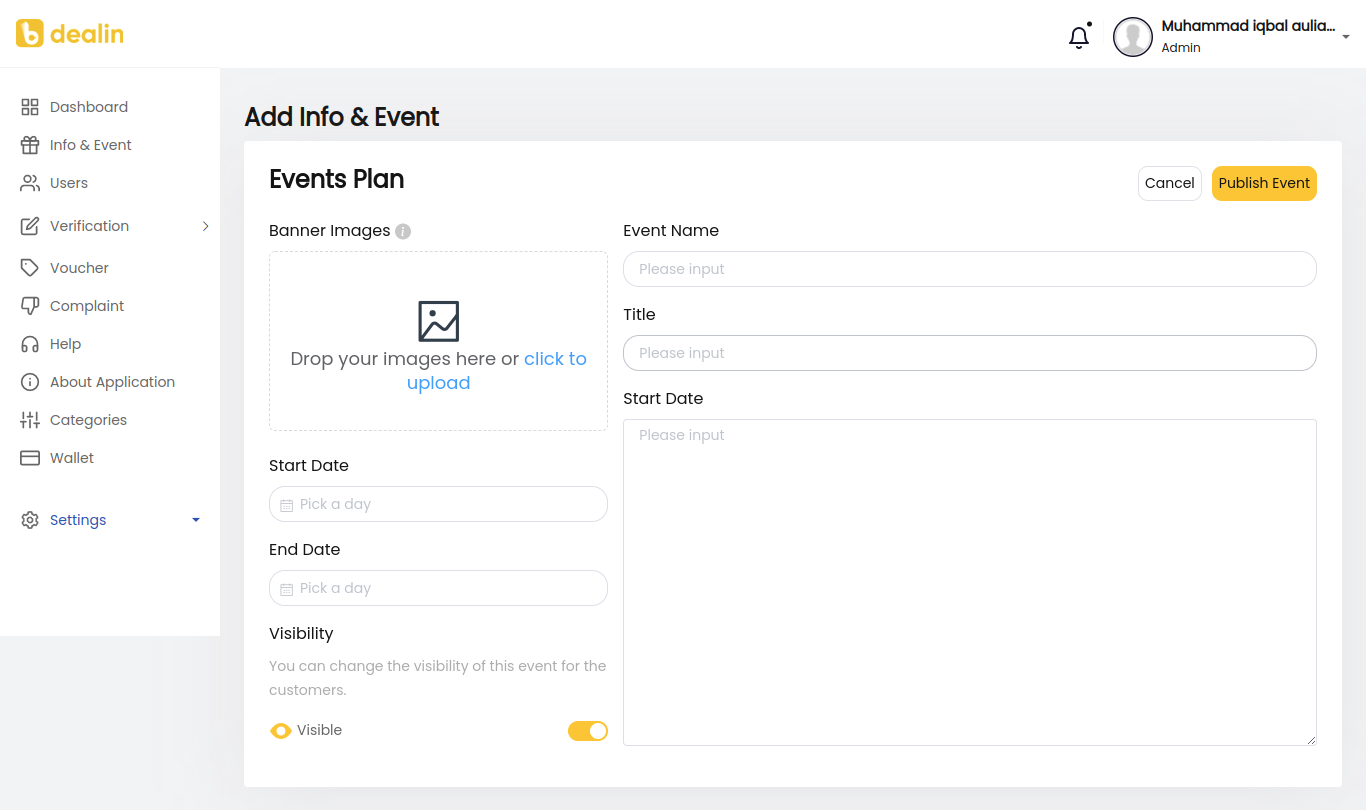 dealin
Muhammad iqbal aulia...
Admin
Dashboard
Info & Event
Users
Verification
Voucher
Complaint
Help
About Application
Categories
Wallet
Settings
Add Info & Event
Events Plan
Cancel
Publish Event
Banner Images
Drop your images here or click to
upload
Start Date
Pick a day
End Date
Pick a day
Visibility
You can change the visibility of this event for the
customers.
Visible
Event Name
Please input
Title
Please input
Start Date
Please input